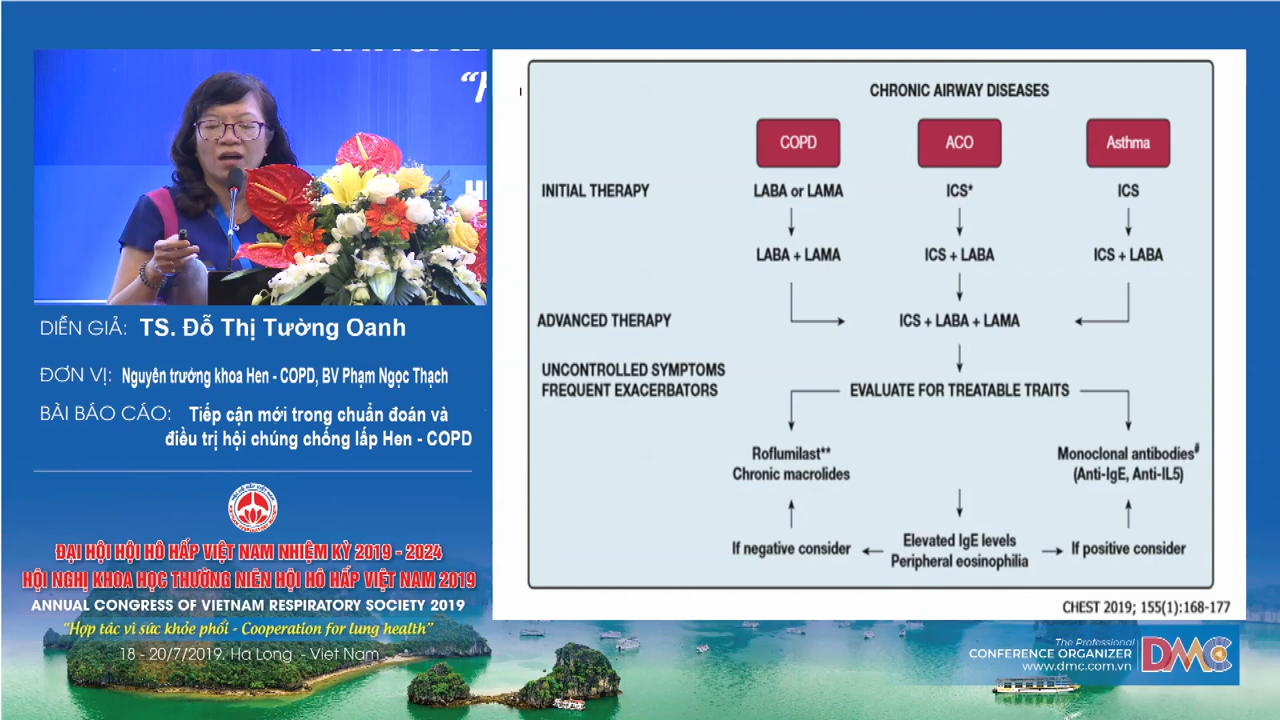 DIỄN GIẢ: TS. Đỗ Thị Tường Oanh
ĐƠN VỊ: Nguyên trưởng khoa Hen - COPD, BV Phạm Ngọc Thạch
BÀI BÁO CÁO: Tiếp cận mới trong chuẩn đoán và
điều trị hội chứng chồng lấp Hen - COPD
ĐẠI HỘI HỘI HÔ HẤP VIỆT NAM NHIỆM KỲ 2019 - 2024
HỘI NGHỊ KHOA HỌC THƯỜNG NIÊN HỘI HÔ HẤP VIỆT NAM 2019
ANNUAL CONGRESS OF VIETNAM RESPIRATORY SOCIETY 2019
"Hợp tác vì sức khỏe phổi - Cooperation for lung health"
18 - 20/7/2019. Ha Long - Viet Nam
CHRONIC AIRWAY DISEASES
COPD ACO Asthma
INITIAL THERAPY LABA or LAMA ICS* ICS
LABA + LAMA ICS + LABA ICS + LABA
ADVANCED THERAPY ICS + LABA + LAMA
UNCONTROLLED SYMPTOMS
FREQUENT EXACERBATORS
EVALUATE FOR TREATABLE TRAITS
Roflumilast**
Chronic macrolides
Monoclonal antibodies#
(Anti-IgE, Anti-IL5)
If negative consider
Elevated IgE levels
Peripheral eosinophilia
If positive consider
CHEST 2019; 155(1):168-177
The Professional
CONFERENCE ORGANIZER
www.dmc.com.vn
DMC